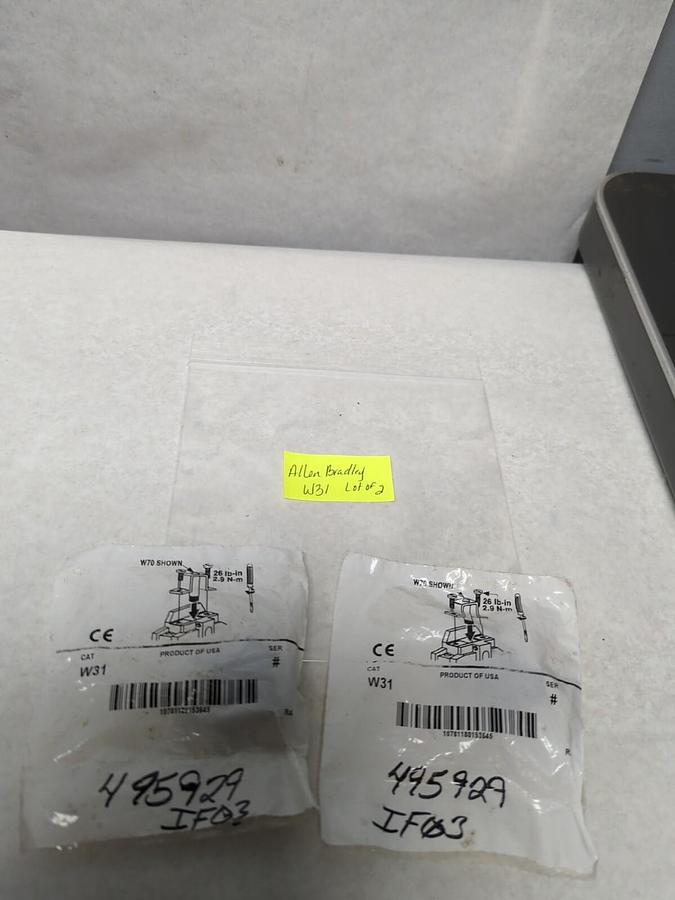 Allen Bradley
W31 Lot of 2
W70 SHOWN
26 lb-in
2.9 N-m
CE
CAT
PRODUCT OF USA
SER
W31
#
495929
IFØ3
W70 SHOWN
26 lb-in
2.9 N-m
CE
CAT
PRODUCT OF USA
SER
W31
#
495929
IFØ3